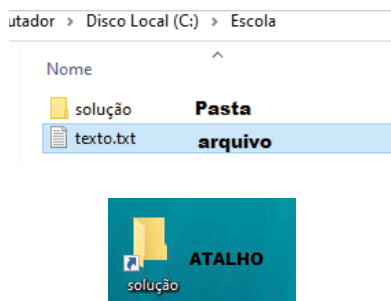 utador > Disco Local (C:) > Escola
Nome
solução Pasta
texto.txt arquivo
ATALHO
solução